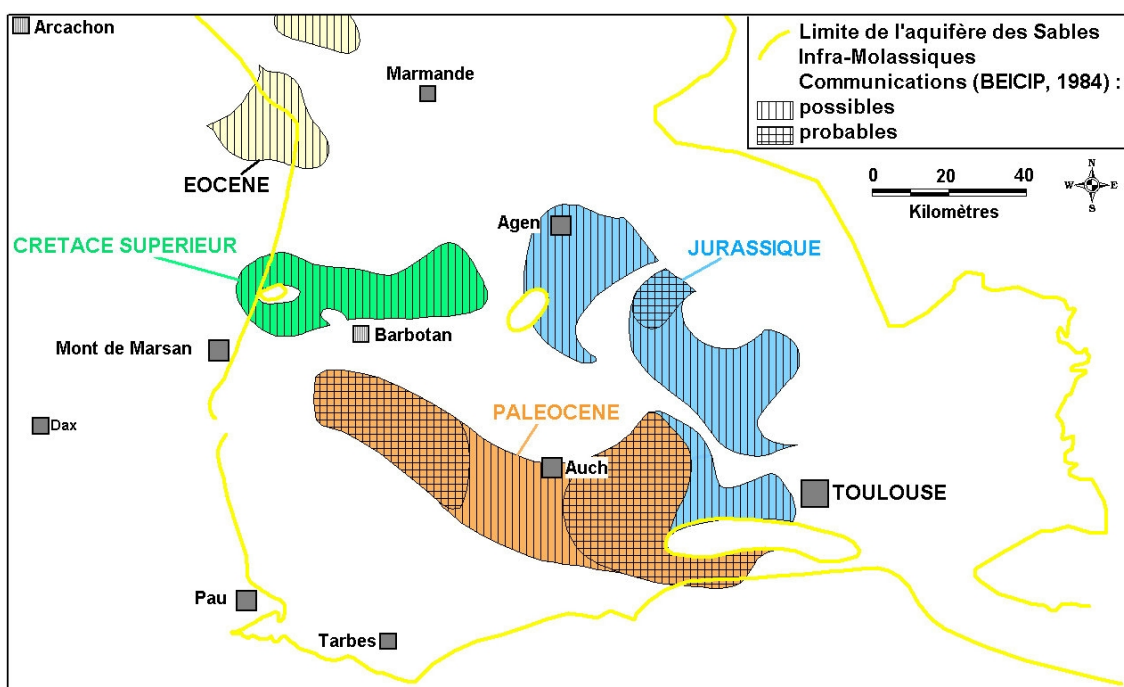 Arcachon
Limite de l'aquifère des Sables
Infra-Molassiques
Communications (BEICIP, 1984) :
possibles
probables
Marmande
0 20 40
Kilomètres
N
W E
S
EOCENE
Agen
CRETACE SUPERIEUR
JURASSIQUE
Barbotan
Mont de Marsan
PALEOCENE
Dax
Auch
TOULOUSE
Pau
Tarbes